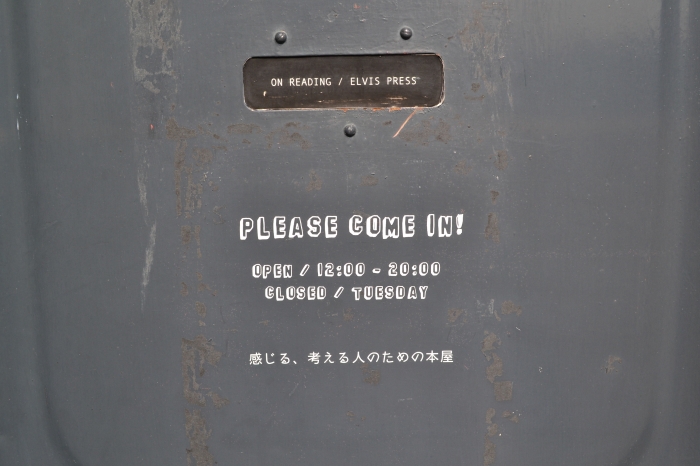 ON READING / ELVIS PRESS
PLEASE COME IN!
OPEN / 12:00 - 20:00
CLOSED / TUESDAY
感じる、考える人のための本屋